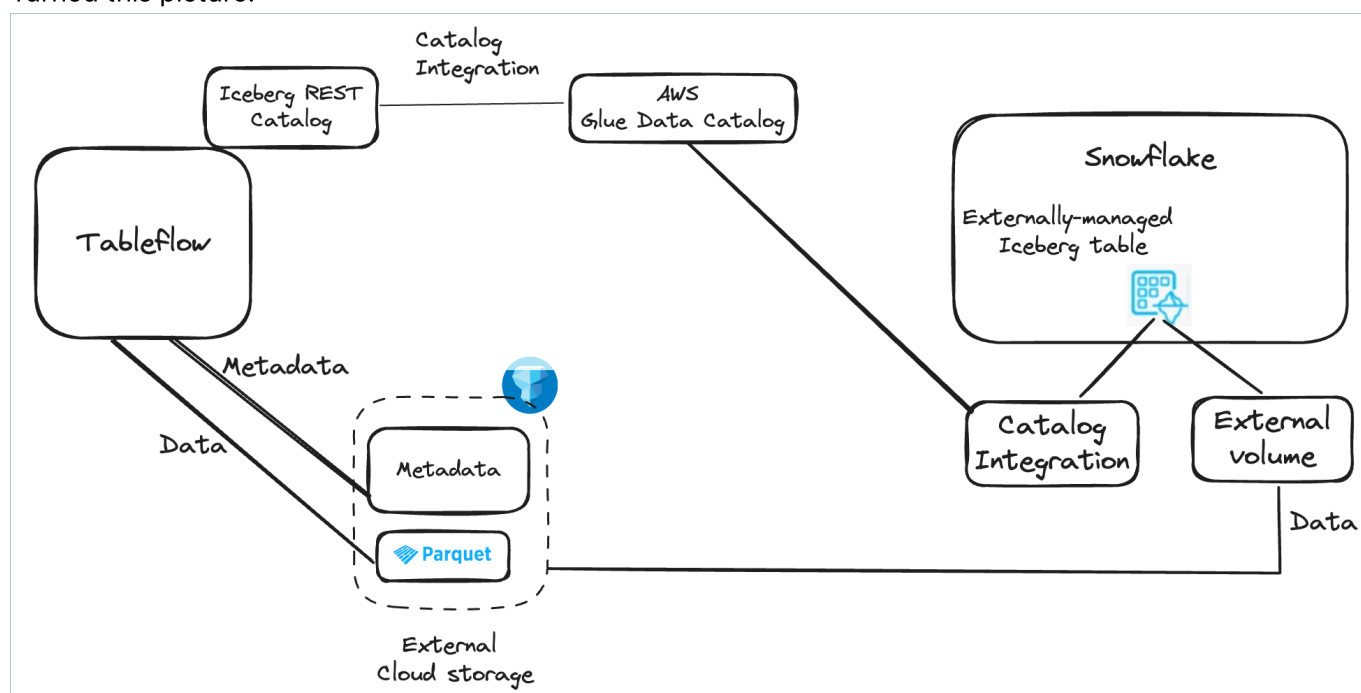 Catalog
Integration
Iceberg REST
Catalog
AWS
Glue Data Catalog
Snowflake
Externally-managed
Iceberg table
Tableflow
Metadata
Data
Metadata
Parquet
External
Cloud storage
Catalog
Integration
External
volume
Data